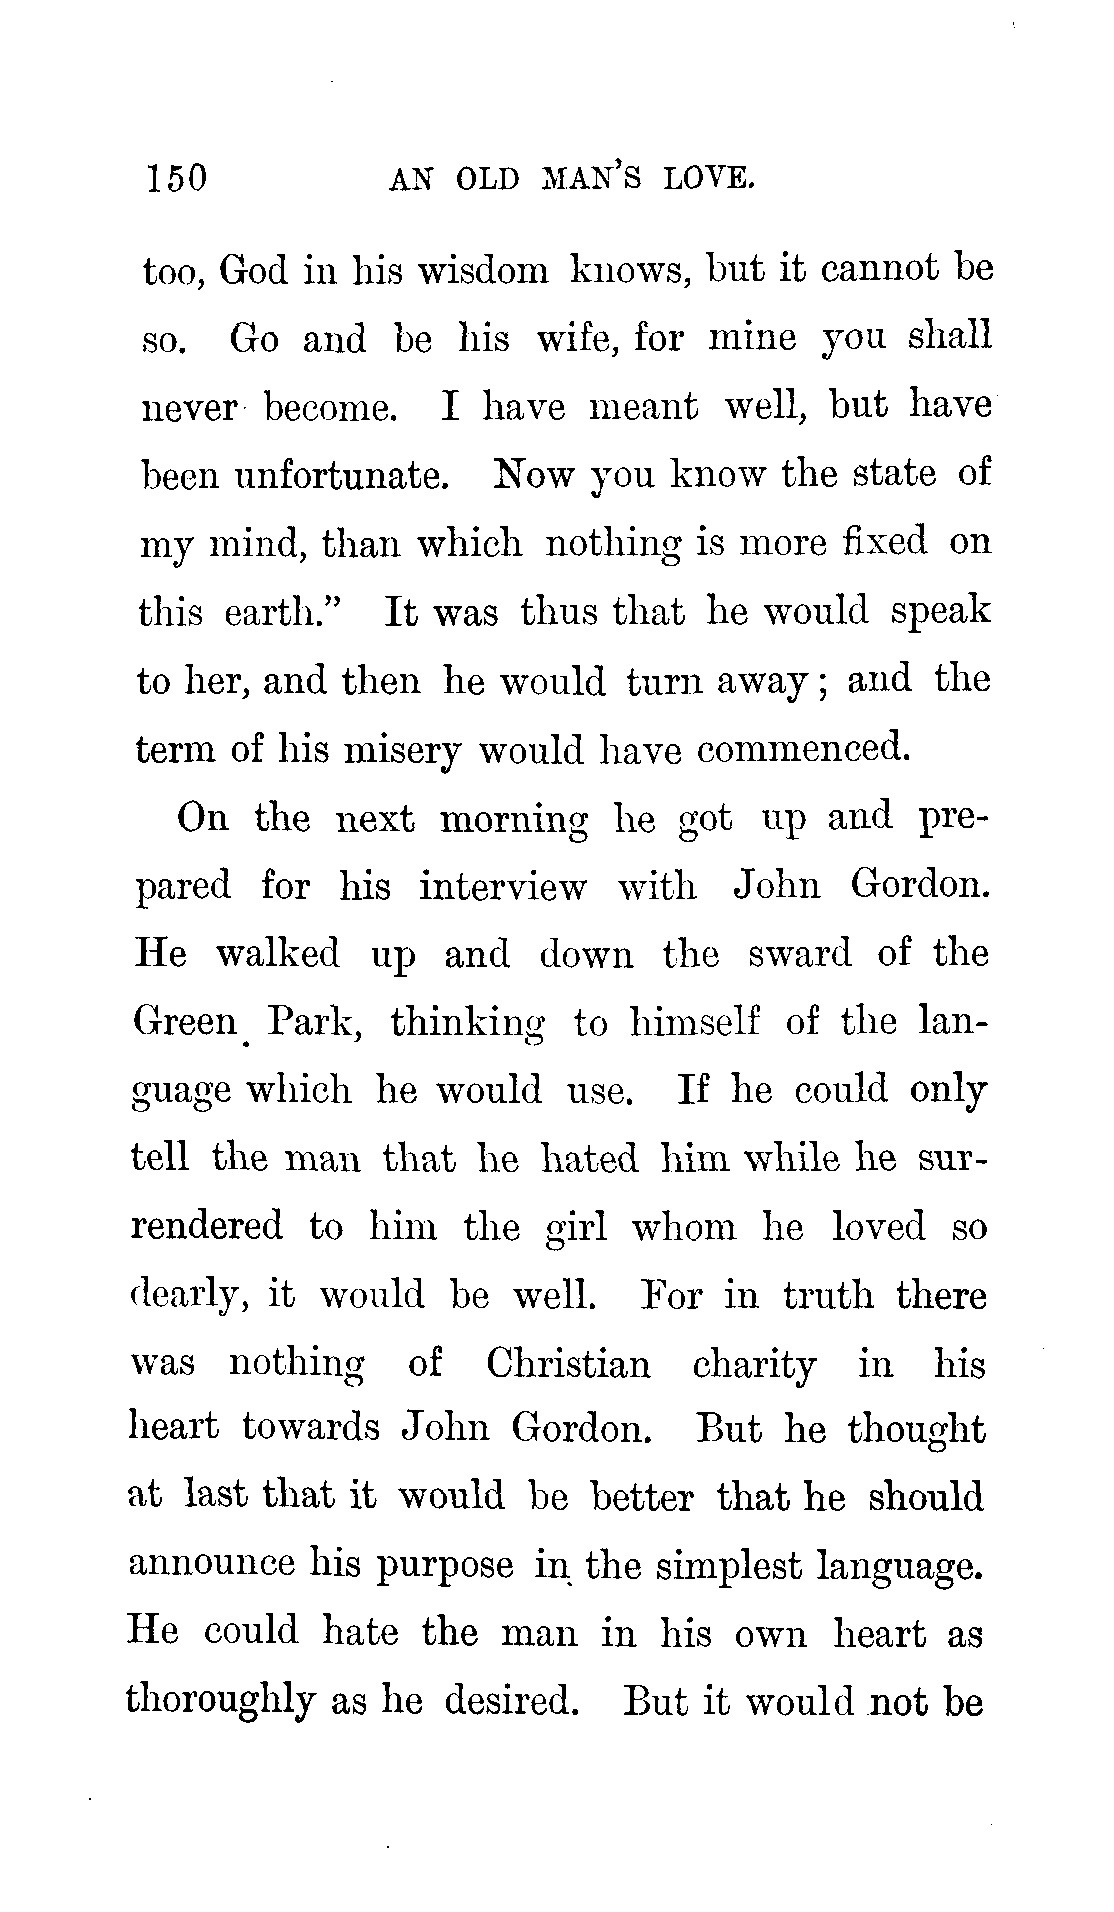 150 AN OLD MAN'S LOVE.
too, God in his wisdom knows, but it cannot be
so. Go and be his wife, for mine you shall
never become. I have meant well, but have
been unfortunate. Now you know the state of
my mind, than which nothing is more fixed on
this earth.” It was thus that he would speak
to her, and then he would turn away; and the
term of his misery would have commenced.
On the next morning he got up and pre-
pared for his interview with John Gordon.
He walked up and down the sward of the
Green Park, thinking to himself of the lan-
guage which he would use. If he could only
tell the man that he hated him while he sur-
rendered to him the girl whom he loved so
dearly, it would be well. For in truth there
was nothing of Christian charity in his
heart towards John Gordon. But he thought
at last that it would be better that he should
announce his purpose in the simplest language.
He could hate the man in his own heart as
thoroughly as he desired. But it would not be